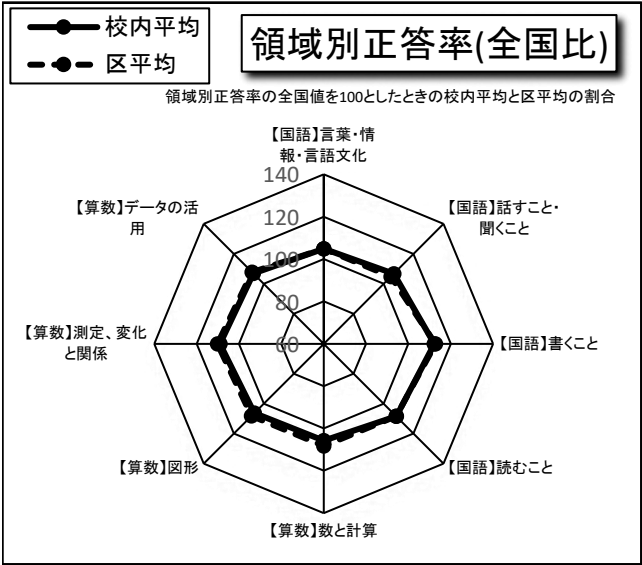 校内平均
区平均
領域別正答率(全国比)
領域別正答率の全国値を100としたときの校内平均と区平均の割合
【国語】言葉・情
報・言語文化
【国語】話すこと・
聞くこと
【国語】書くこと
【国語】読むこと
【算数】数と計算
【算数】図形
【算数】測定、変化
と関係
【算数】データの活
用
140
120
100
80
60